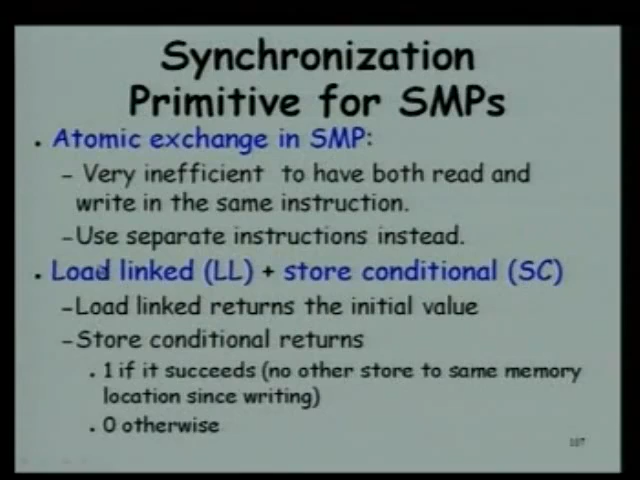 Synchronization
Primitive for SMPs
. Atomic exchange in SMP:
– Very inefficient to have both read and
write in the same instruction.
–Use separate instructions instead.
. Load linked (LL) + store conditional (SC)
–Load linked returns the initial value
–Store conditional returns
. 1 if it succeeds (no other store to same memory
location since writing)
. 0 otherwise
107